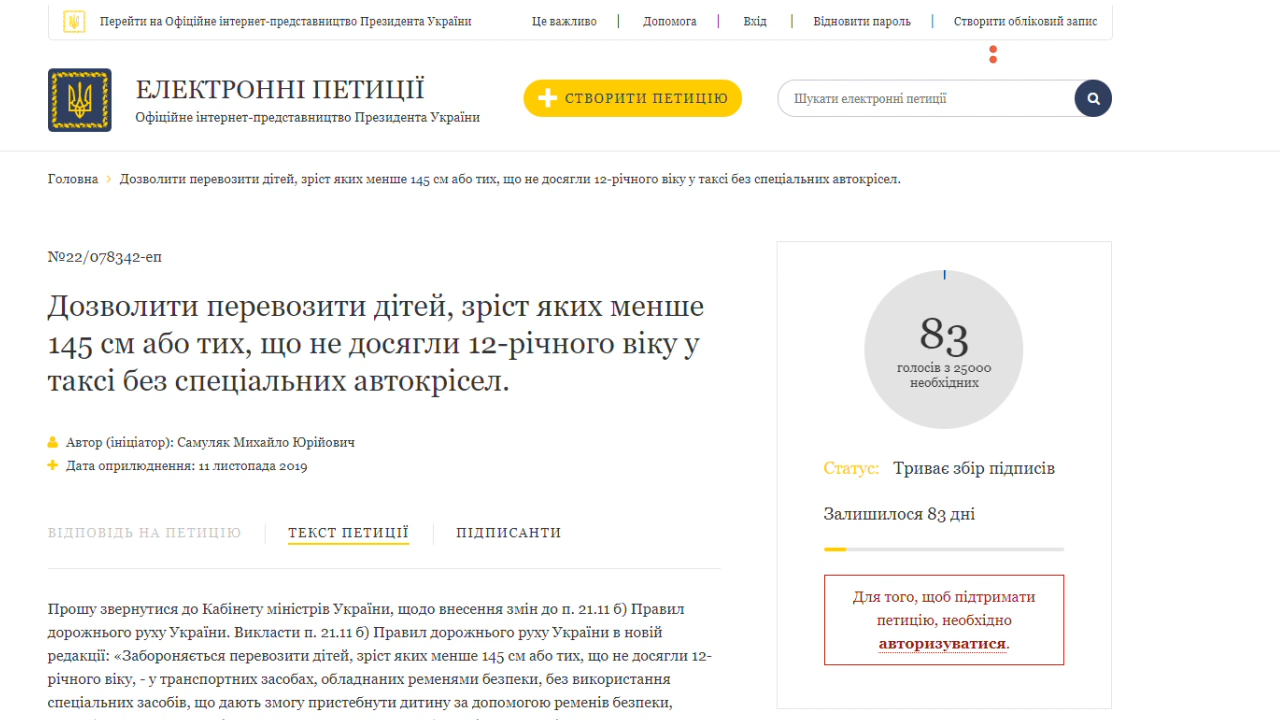 Перейти на Офіційне інтернет-представництво Президента України
Це важливо | Допомога | Вхід | Відновити пароль | Створити обліковий запис
ЕЛЕКТРОННІ ПЕТИЦІЇ
Офіційне інтернет-представництво Президента України
СТВОРИТИ ПЕТИЦІЮ
Шукати електронні петиції
Головна > Дозволити перевозити дітей, зріст яких менше 145 см або тих, що не досягли 12-річного віку у таксі без спеціальних автокрісел.
№22/078342-еп
Дозволити перевозити дітей, зріст яких менше
145 см або тих, що не досягли 12-річного віку у
таксі без спеціальних автокрісел.
Автор (ініціатор): Самуляк Михайло Юрійович
Дата оприлюднення: 11 листопада 2019
ВІДПОВІДЬ НА ПЕТИЦІЮ
ТЕКСТ ПЕТИЦІЇ
ПІДПИСАНТИ
Прошу звернутися до Кабінету міністрів України, щодо внесення змін до п. 21.11 б) Правил
дорожнього руху України. Викласти п. 21.11 б) Правил дорожнього руху України в новій
редакції: «Забороняється перевозити дітей, зріст яких менше 145 см або тих, що не досягли 12-
річного віку, - у транспортних засобах, обладнаних ременями безпеки, без використання
спеціальних засобів, що дають змогу пристебнути дитину за допомогою ременів безпеки,
83
голосів з 25000
необхідних
Статус: Триває збір підписів
Залишилося 83 дні
Для того, щоб підтримати
петицію, необхідно
авторизуватися.